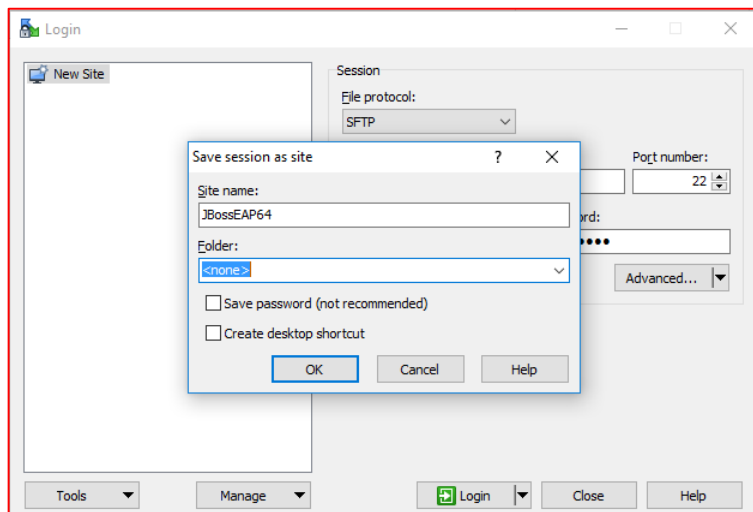 Login
New Site
Session
File protocol:
SFTP
Port number:
22
Save session as site
?
Site name:
JBossEAP64
Folder:
<none>
Save password (not recommended)
Create desktop shortcut
OK Cancel Help
Advanced...
Tools Manage Login Close Help